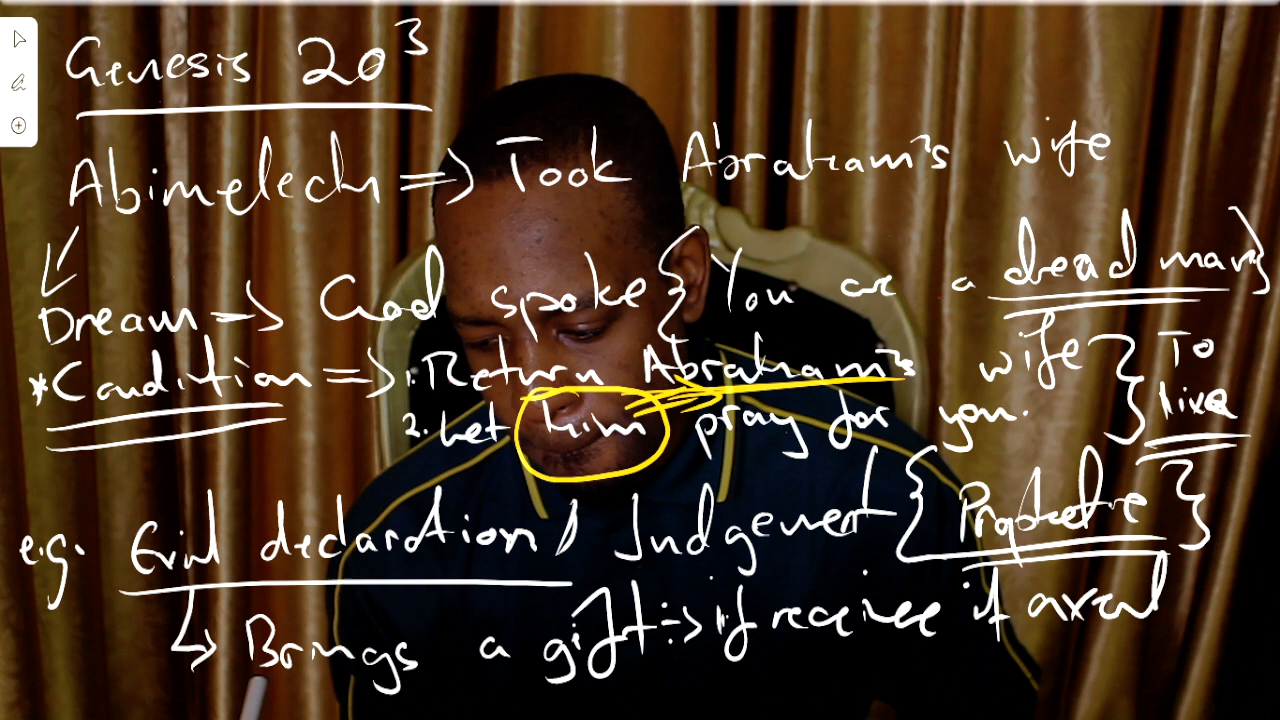 Genesis 20³
Abimelech => Took Abraham's wife
Dream => God spoke { You are a dead man }
*Condition => 1. Return Abraham's wife } To live
2. Let him pray for you.
e.g. Evil declaration / Judgement { Prophetic }
↳ Brings a gift => if receive it